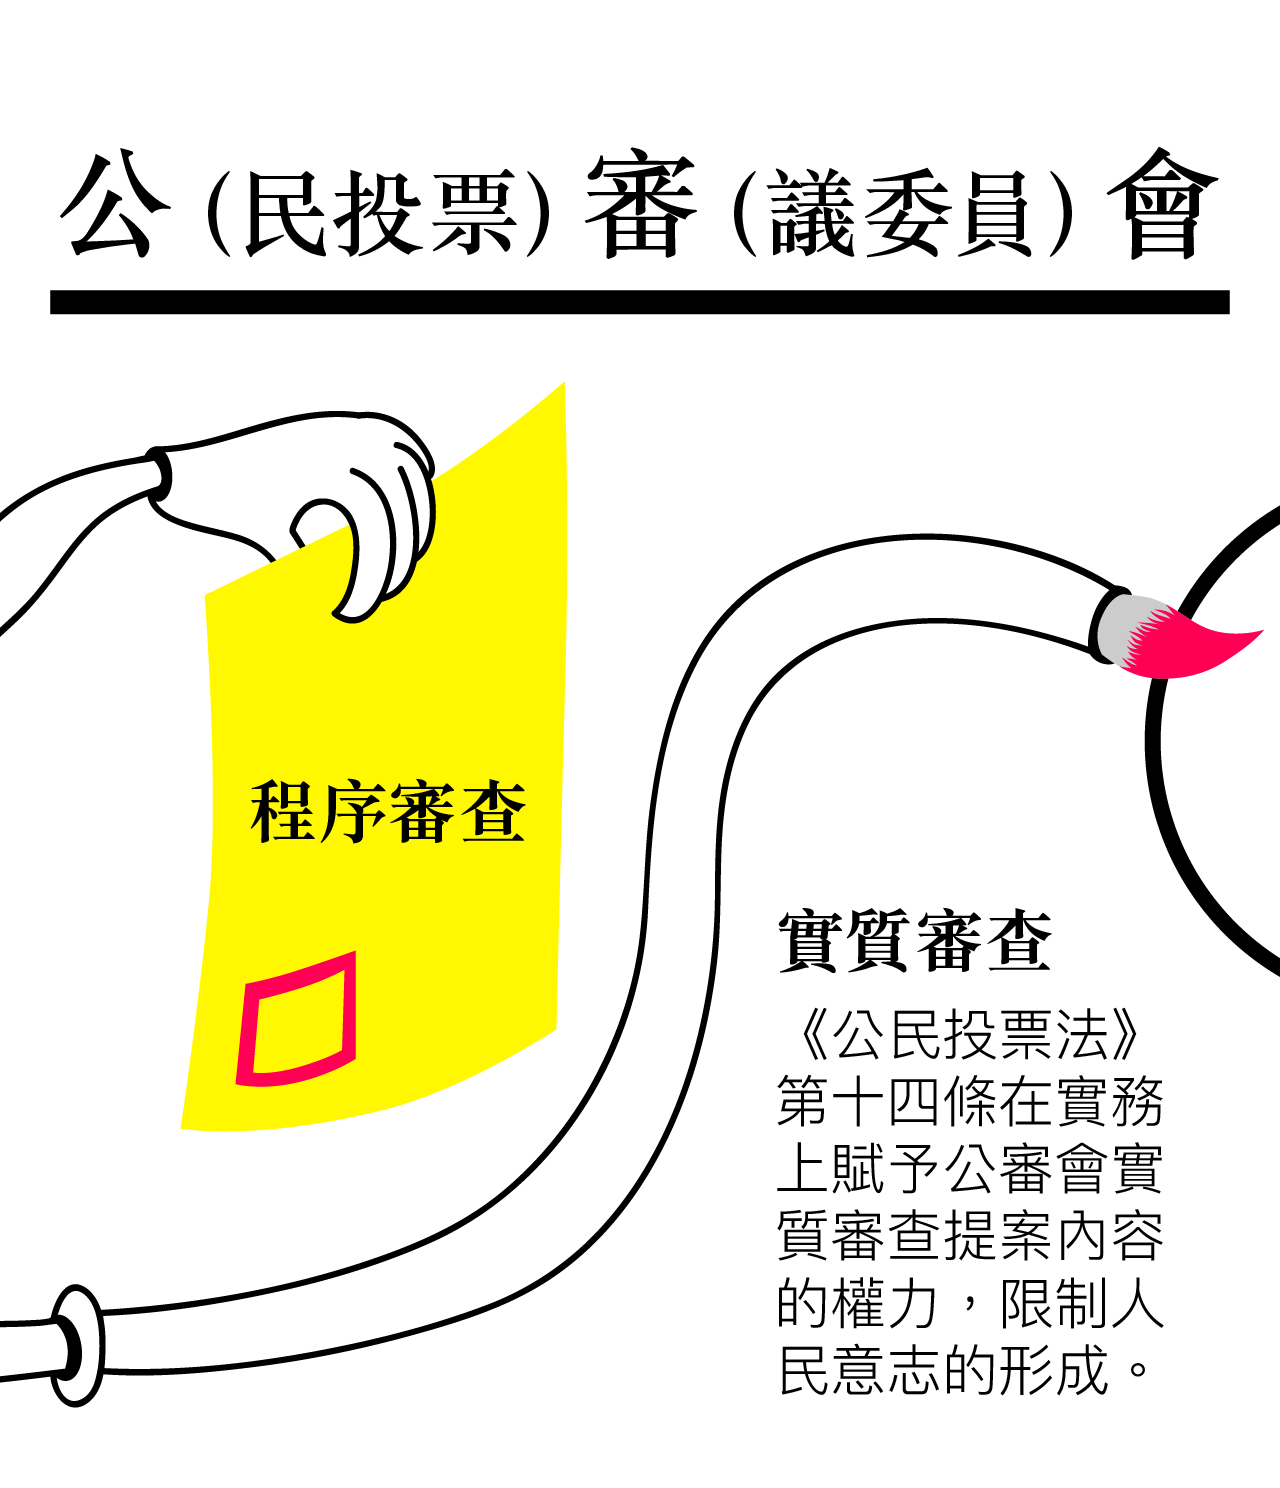 公(民投票)審(議委員)會
程序審查
實質審查
《公民投票法》
第十四條在實務
上賦予公審會實
質審查提案內容
的權力，限制人
民意志的形成。